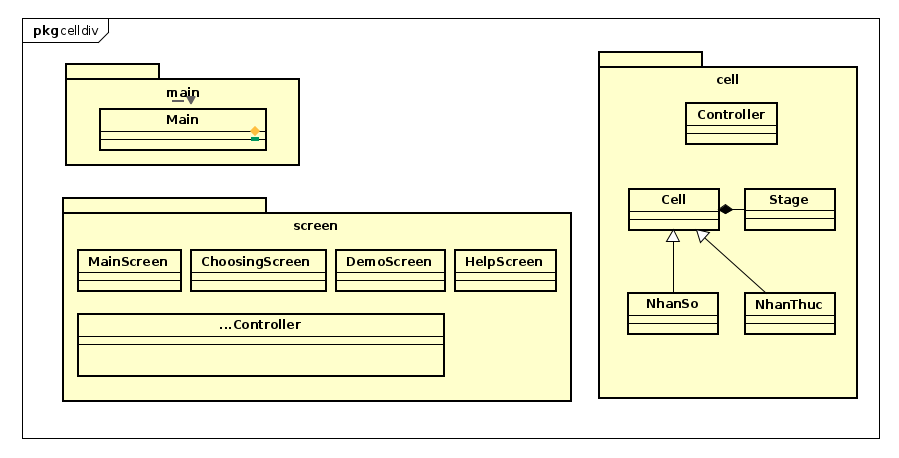 pkg celldiv
main
Main
screen
MainScreen
ChoosingScreen
DemoScreen
HelpScreen
...Controller
cell
Controller
Cell
Stage
NhanSo
NhanThuc